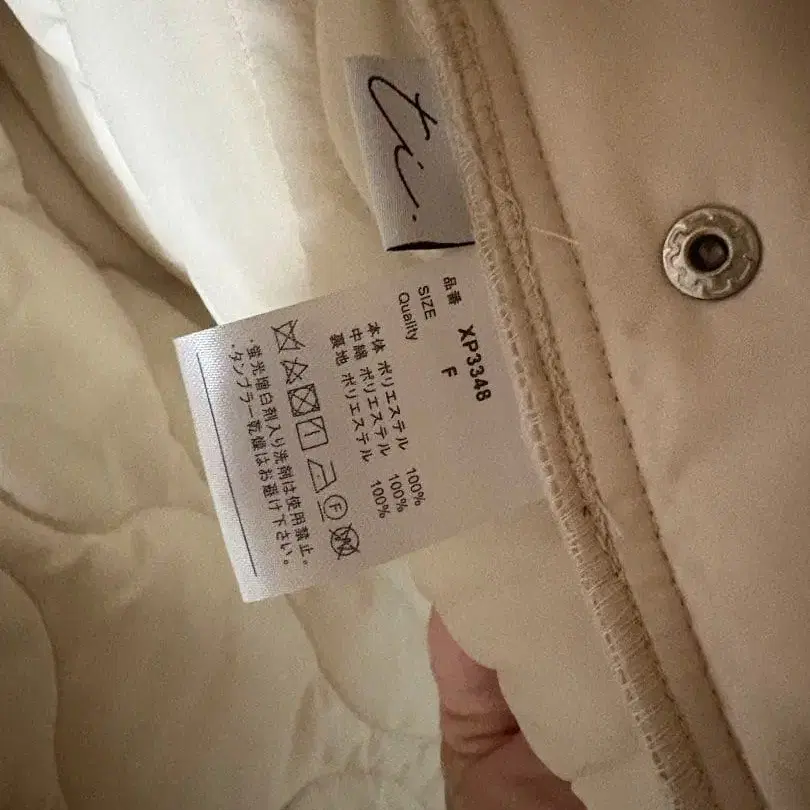 ti.
品番 XP3348
SIZE F
Quality
本体 ポリエステル 100%
中綿 ポリエステル 100%
裏地 ポリエステル 100%
F
・蛍光増白剤入り洗剤は使用禁止。
・タンブラー乾燥はお避け下さい。